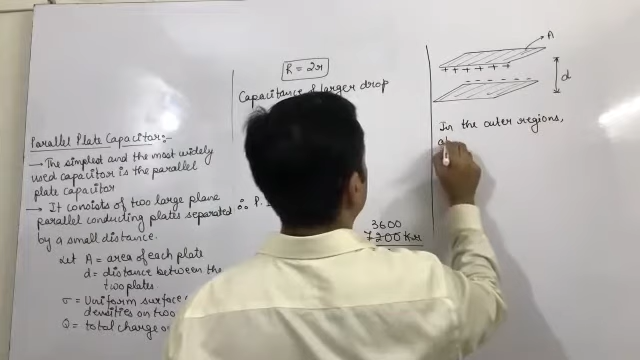 Parallel Plate Capacitor:-
→ The simplest and the most widely
used capacitor is the parallel
plate capacitor
→ It consists of two large plane
parallel conducting plates separated
by a small distance.
Let A = area of each plate
d = distance between the
two plates
σ = Uniform surface
densities on two
Q = total charge on
R = 2r
Capacitance of larger drop
∴ P.
3600
7200
A
+ + + + + + +
- - - - - - -
d
In the outer regions,